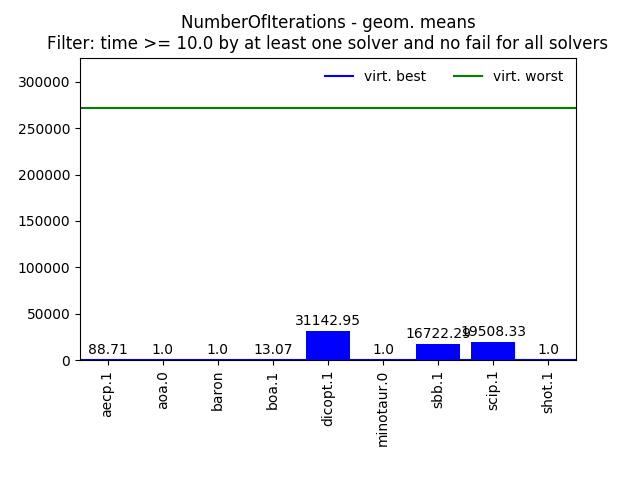 NumberOfIterations - geom. means
Filter: time >= 10.0 by at least one solver and no fail for all solvers
virt. best
virt. worst
300000
250000
200000
150000
100000
50000
0
88.71
1.0
1.0
13.07
31142.95
1.0
16722.29
19508.33
1.0
aecp.1
aoa.0
baron
boa.1
dicopt.1
minotaur.0
sbb.1
scip.1
shot.1